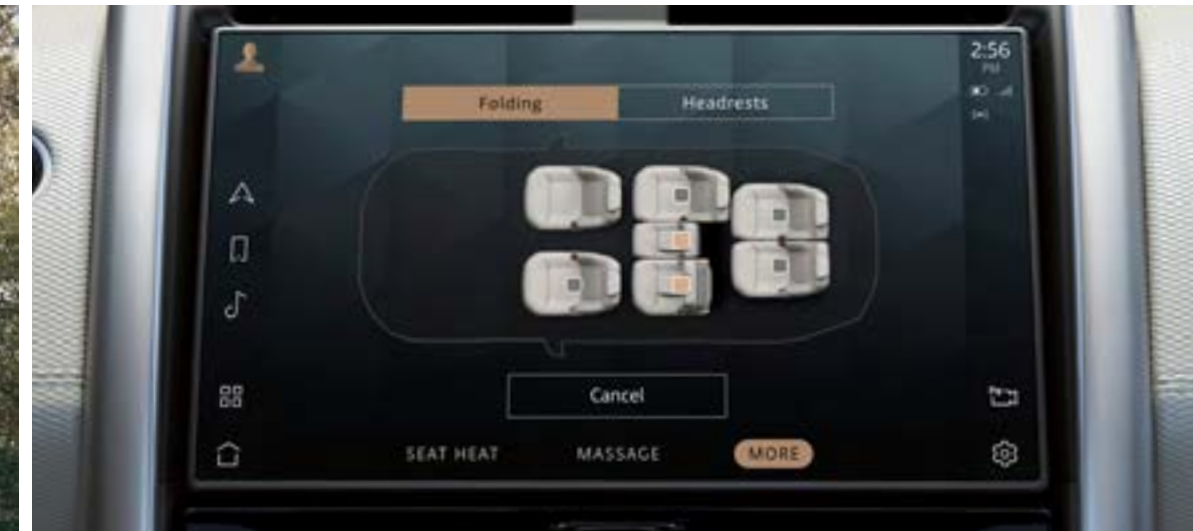 2:56
PM
Folding
Headrests
Cancel
SEAT HEAT
MASSAGE
MORE